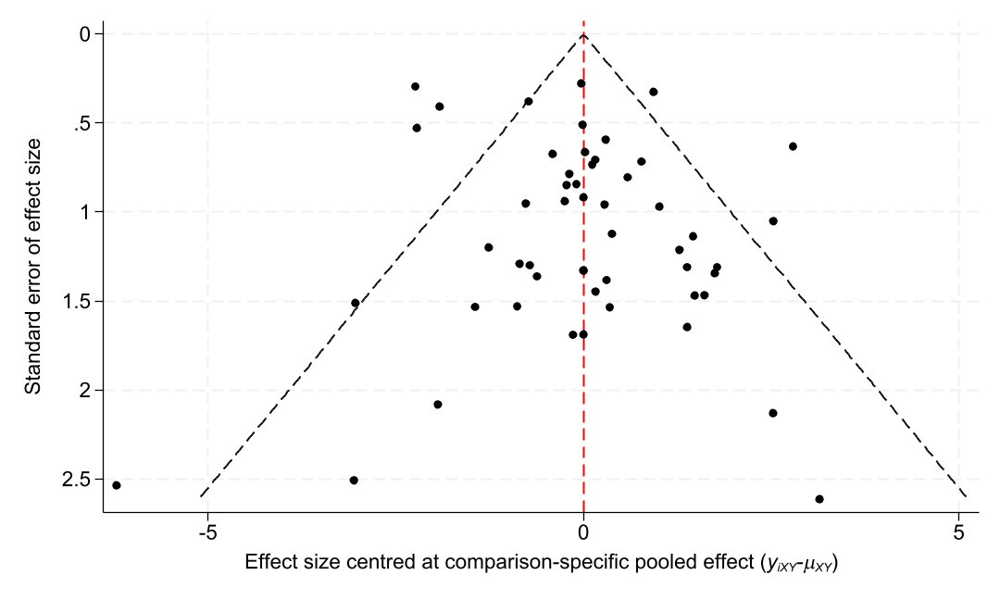 Standard error of effect size
0
.5
1
1.5
2
2.5
-5 0 5
Effect size centred at comparison-specific pooled effect (yiXY-μXY)